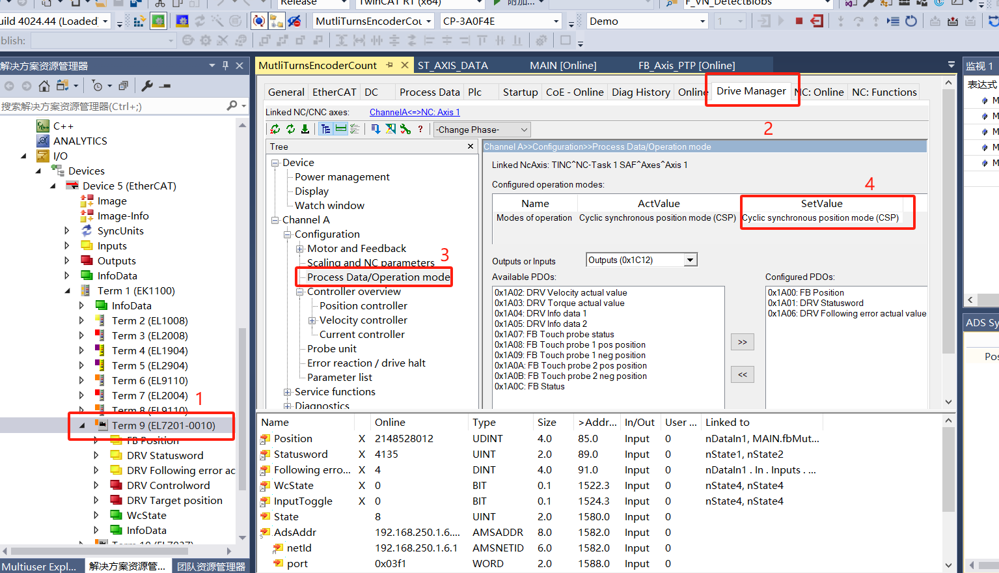 Release
TwinCAT RT (x64)
附加...
F_VN_DetectBlobs
uild 4024.44 (Loaded)
MutliTurnsEncoderCou
CP-3A0F4E
Demo
1
blish:
解决方案资源管理器
搜索解决方案资源管理器(Ctrl+;)
C++
ANALYTICS
I/O
Devices
Device 5 (EtherCAT)
Image
Image-Info
SyncUnits
Inputs
Outputs
InfoData
Term 1 (EK1100)
InfoData
Term 2 (EL1008)
Term 3 (EL2008)
Term 4 (EL1904)
Term 5 (EL2904)
Term 6 (EL9110)
Term 7 (EL2004)
1
Term 8 (EL9110)
Term 9 (EL7201-0010)
FB Position
DRV Statusword
DRV Following error ac
DRV Controlword
DRV Target position
WcState
InfoData
Multiuser Expl...
解决方案资源管...
团队资源管理器
MutliTurnsEncoderCount
ST_AXIS_DATA
MAIN [Online]
FB_Axis_PTP [Online]
General
EtherCAT
DC
Process Data
Plc
Startup
CoE - Online
Diag History
Online
Drive Manager
NC: Online
NC: Functions
2
Linked NC/CNC axes:
ChannelA<=>NC: Axis 1
-Change Phase-
Tree
Device
Power management
Display
Watch window
Channel A
Configuration
Motor and Feedback
Scaling and NC parameters
3
Process Data/Operation mode
Controller overview
Position controller
Velocity controller
Current controller
Probe unit
Error reaction / drive halt
Parameter list
Service functions
Diagnostics
Channel A>>Configuration>>Process Data/Operation mode
Linked NcAxis: TINC^NC-Task 1 SAF^Axes^Axis 1
Configured operation modes:
4
Name ActValue SetValue
Modes of operation Cyclic synchronous position mode (CSP) Cyclic synchronous position mode (CSP)
Outputs or Inputs
Outputs (0x1C12)
Available PDOs:
0x1A02: DRV Velocity actual value
0x1A03: DRV Torque actual value
0x1A04: DRV Info data 1
0x1A05: DRV Info data 2
0x1A07: FB Touch probe status
0x1A08: FB Touch probe 1 pos position
0x1A09: FB Touch probe 1 neg position
0x1A0A: FB Touch probe 2 pos position
0x1A0B: FB Touch probe 2 neg position
0x1A0C: FB Status
>>
<<
Configured PDOs:
0x1A00: FB Position
0x1A01: DRV Statusword
0x1A06: DRV Following error actual value
Name Online Type Size >Addr... In/Out User ... Linked to
Position X 2148528012 UDINT 4.0 85.0 Input 0 nDataIn1, MAIN.fbMut...
Statusword X 4135 UINT 2.0 89.0 Input 0 nState1, nState2
Following erro... X 4 DINT 4.0 91.0 Input 0 nDataIn1 . In . Inputs . ...
WcState X 0 BIT 0.1 1522.3 Input 0 nState4, nState4
InputToggle X 0 BIT 0.1 1524.3 Input 0 nState4, nState4
State 8 UINT 2.0 1580.0 Input 0
AdsAddr 192.168.250.1.6.... AMSADDR 8.0 1582.0 Input 0
netId 192.168.250.1.6.1 AMSNETID 6.0 1582.0 Input 0
port 0x03f1 WORD 2.0 1588.0 Input 0
监视 1
表达式
M
M
M
M
M
ADS Sy
Pos